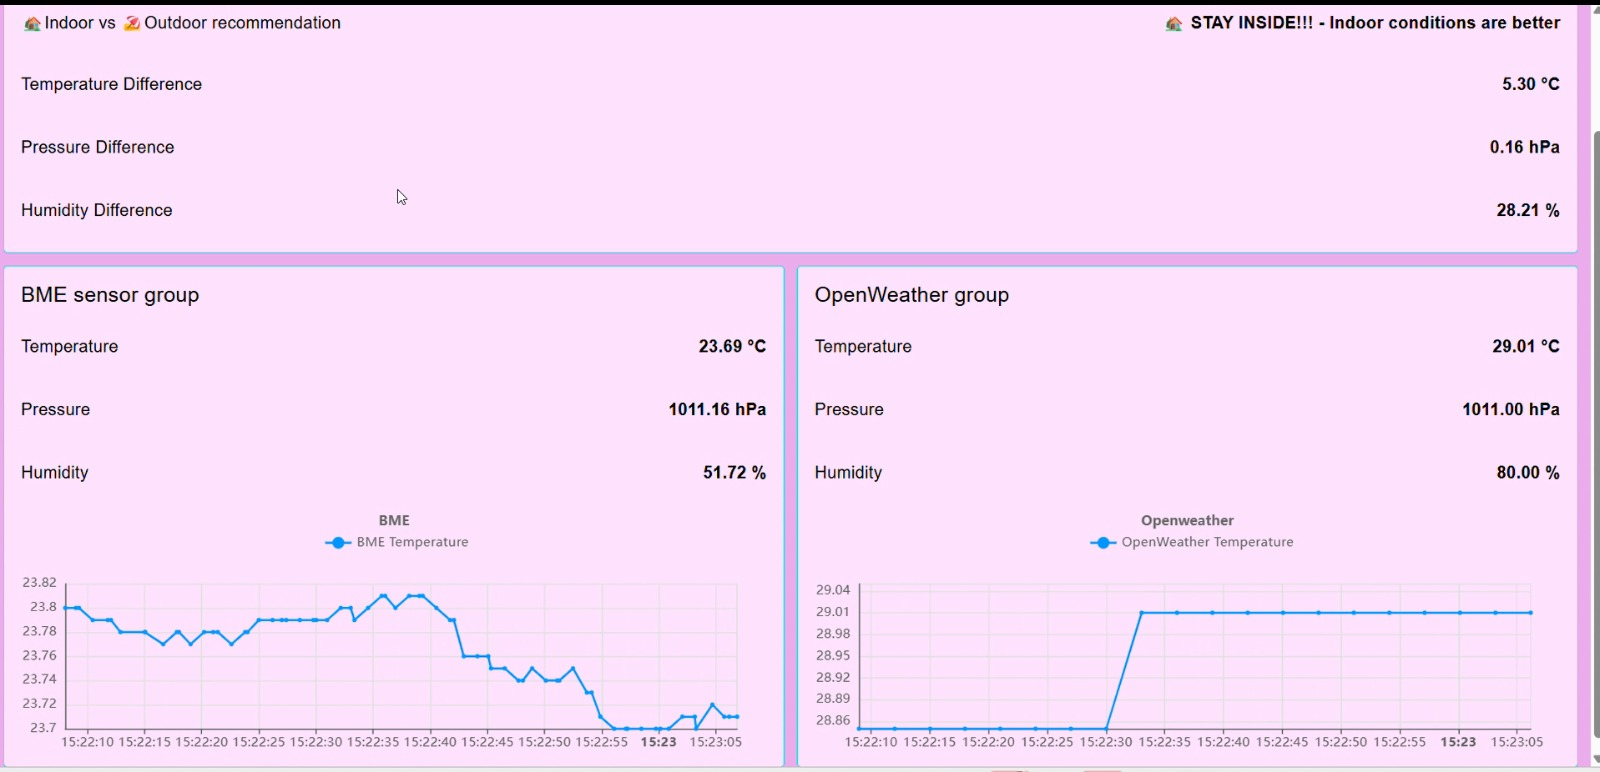 Indoor vs Outdoor recommendation
STAY INSIDE!!! - Indoor conditions are better
Temperature Difference
5.30 °C
Pressure Difference
0.16 hPa
Humidity Difference
28.21 %
BME sensor group
Temperature
23.69 °C
Pressure
1011.16 hPa
Humidity
51.72 %
BME
BME Temperature
23.82
23.8
23.78
23.76
23.74
23.72
23.7
15:22:10 15:22:15 15:22:20 15:22:25 15:22:30 15:22:35 15:22:40 15:22:45 15:22:50 15:22:55 15:23 15:23:05
OpenWeather group
Temperature
29.01 °C
Pressure
1011.00 hPa
Humidity
80.00 %
Openweather
OpenWeather Temperature
29.04
29.01
28.98
28.95
28.92
28.89
28.86
15:22:10 15:22:15 15:22:20 15:22:25 15:22:30 15:22:35 15:22:40 15:22:45 15:22:50 15:22:55 15:23 15:23:05